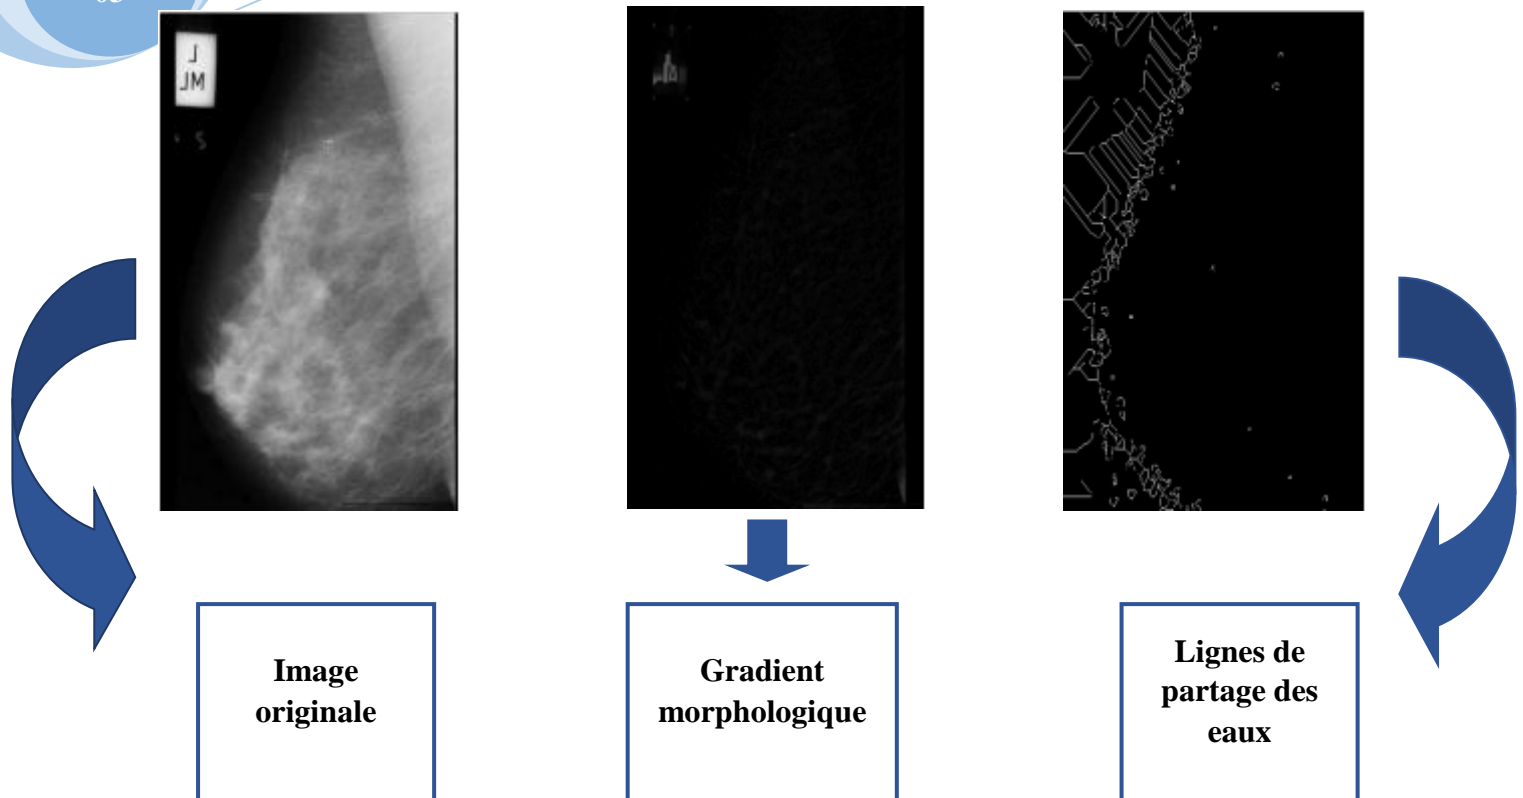 L
JM
S
Image
originale
Gradient
morphologique
Lignes de
partage des
eaux